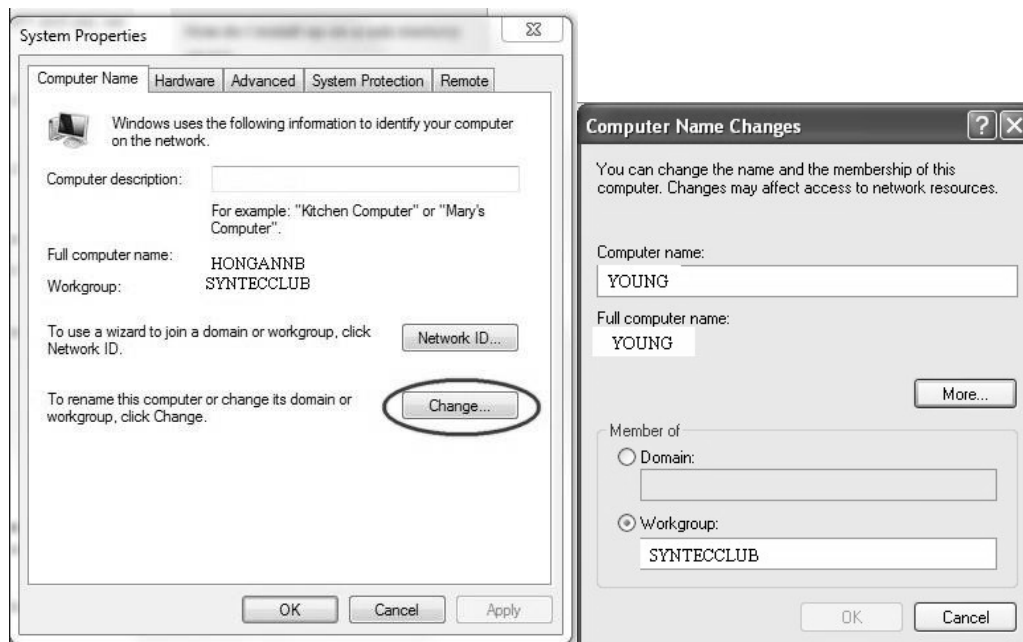 System Properties
Computer Name
Hardware
Advanced
System Protection
Remote
Windows uses the following information to identify your computer
on the network.
Computer description:
For example: "Kitchen Computer" or "Mary's
Computer".
Full computer name:
HONGANNB
Workgroup:
SYNTECCLUB
To use a wizard to join a domain or workgroup, click
Network ID.
Network ID...
To rename this computer or change its domain or
workgroup, click Change.
Change...
OK
Cancel
Apply
Computer Name Changes
You can change the name and the membership of this
computer. Changes may affect access to network resources.
Computer name:
YOUNG
Full computer name:
YOUNG
More...
Member of
Domain:
Workgroup:
SYNTECCLUB
OK
Cancel